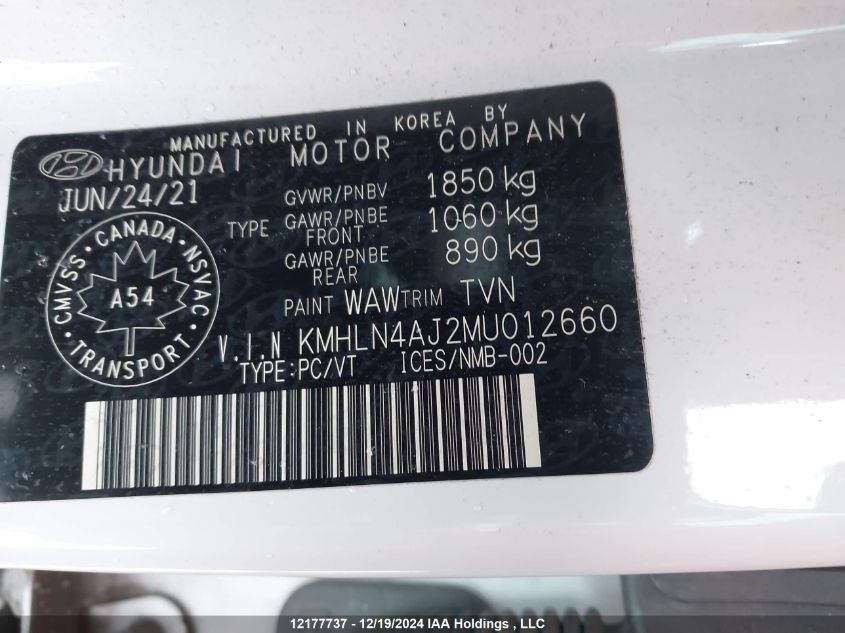 MANUFACTURED IN KOREA BY
HYUNDAI MOTOR COMPANY
JUN/24/21
GVWR/PNBV 1850 kg
TYPE GAWR/PNBE FRONT 1060 kg
GAWR/PNBE REAR 890 kg
PAINT WAW TRIM TVN
V.I.N KMHLN4AJ2MU012660
TYPE:PC/VT ICES/NMB-002
CMVSS • CANADA • NSVAC • TRANSPORT •
A54
12177737 - 12/19/2024 IAA Holdings , LLC